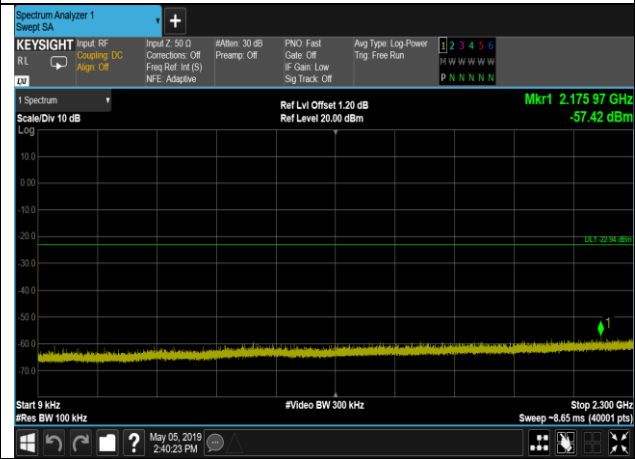 Spectrum Analyzer 1
Swept SA
+
KEYSIGHT
RL
LXI
Input: RF
Coupling: DC
Align: Off
Input Z: 50 Ω
Corrections: Off
Freq Ref: Int (S)
NFE: Adaptive
#Atten: 30 dB
Preamp: Off
PNO: Fast
Gate: Off
IF Gain: Low
Sig Track: Off
Avg Type: Log-Power
Trig: Free Run
1 2 3 4 5 6
M W W W W W
P N N N N N
1 Spectrum
Scale/Div 10 dB
Log
Ref Lvl Offset 1.20 dB
Ref Level 20.00 dBm
Mkr1 2.175 97 GHz
-57.42 dBm
10.0
0.00
-10.0
-20.0
DL1 -22.94 dBm
-30.0
-40.0
-50.0
1
-60.0
-70.0
Start 9 kHz
#Video BW 300 kHz
Stop 2.300 GHz
#Res BW 100 kHz
Sweep ~8.65 ms (40001 pts)
?
May 05, 2019
2:40:23 PM